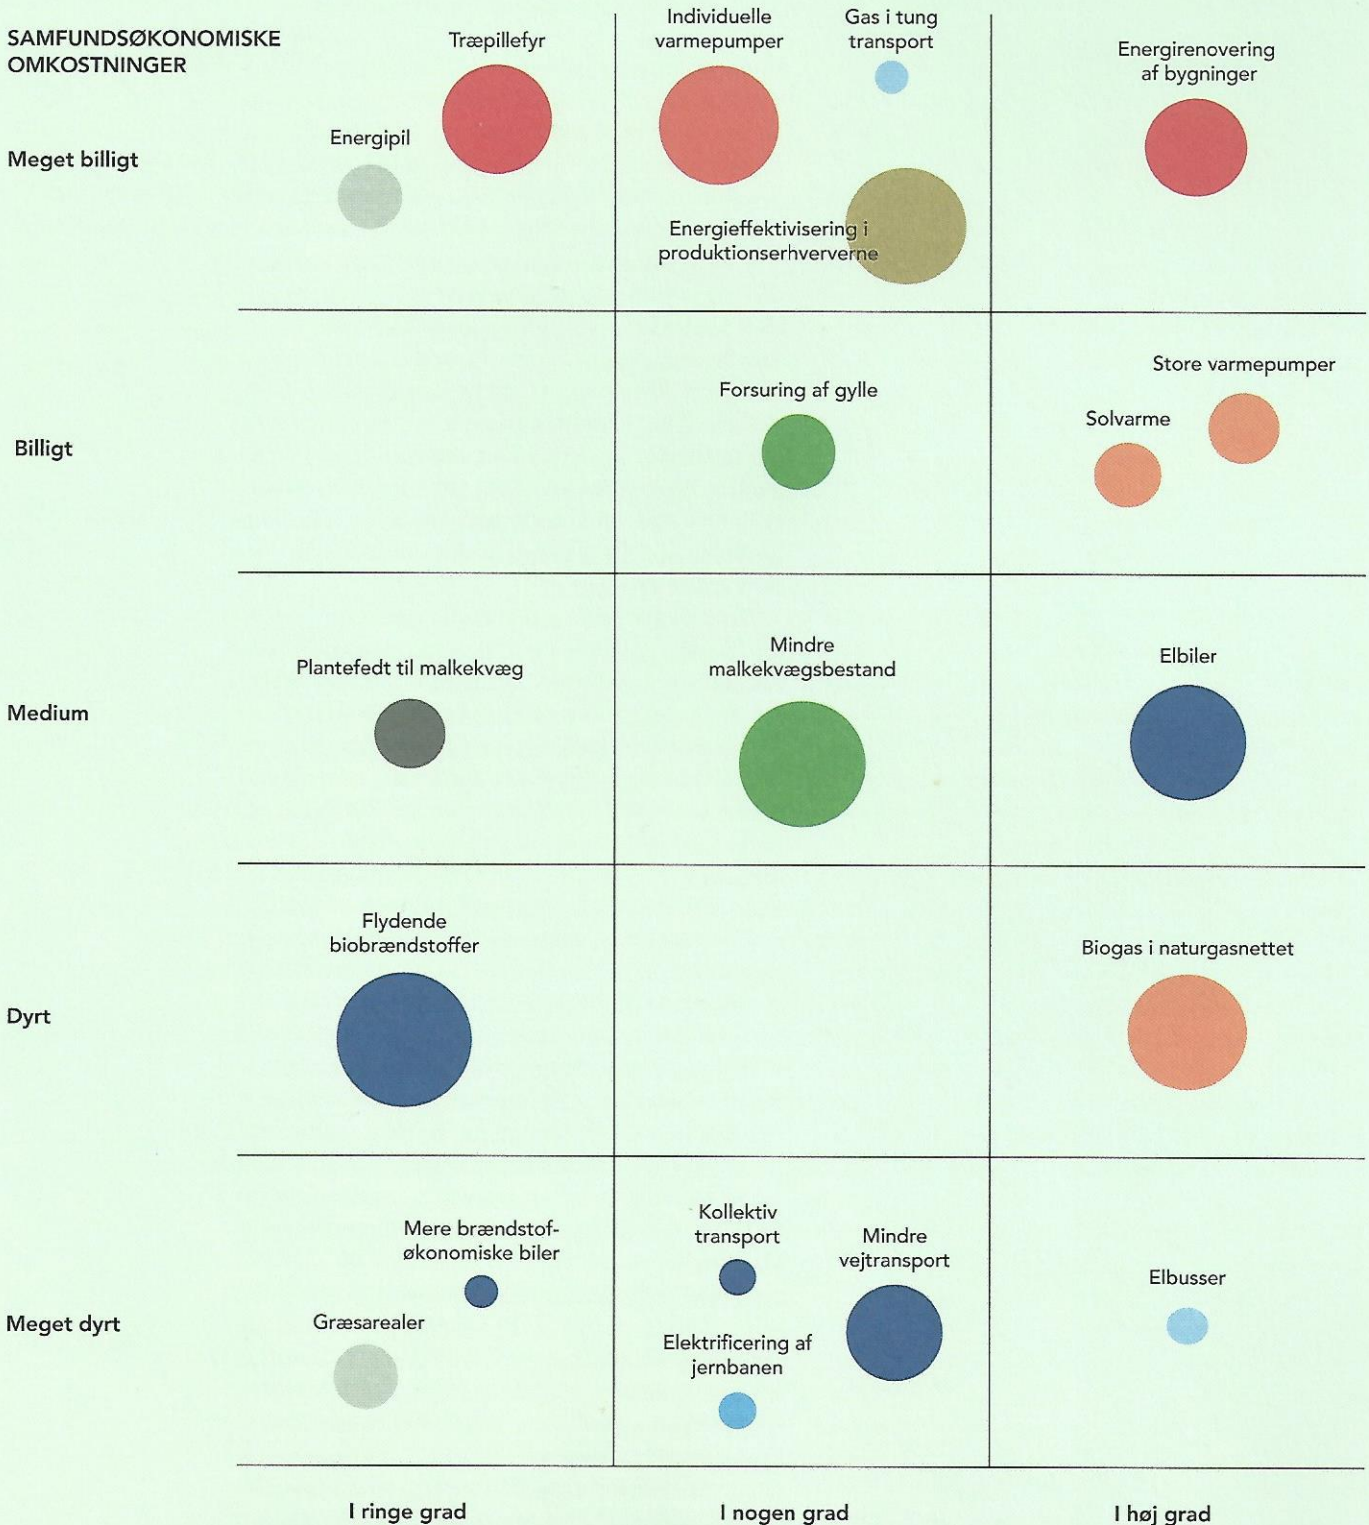 SAMFUNDSØKONOMISKE
OMKOSTNINGER
Træpillefyr
Individuelle
varmepumper
Gas i tung
transport
Energirenovering
af bygninger
Meget billigt
Energipil
Energieffektivisering i
produktionserhververne
Billigt
Forsuring af gylle
Store varmepumper
Solvarme
Medium
Plantefedt til malkekvæg
Mindre
malkekvægsbestand
Elbiler
Dyrt
Flydende
biobrændstoffer
Biogas i naturgasnettet
Meget dyrt
Mere brændstof-
økonomiske biler
Græsarealer
Kollektiv
transport
Mindre
vejtransport
Elektrificering af
jernbanen
Elbusser
I ringe grad
I nogen grad
I høj grad